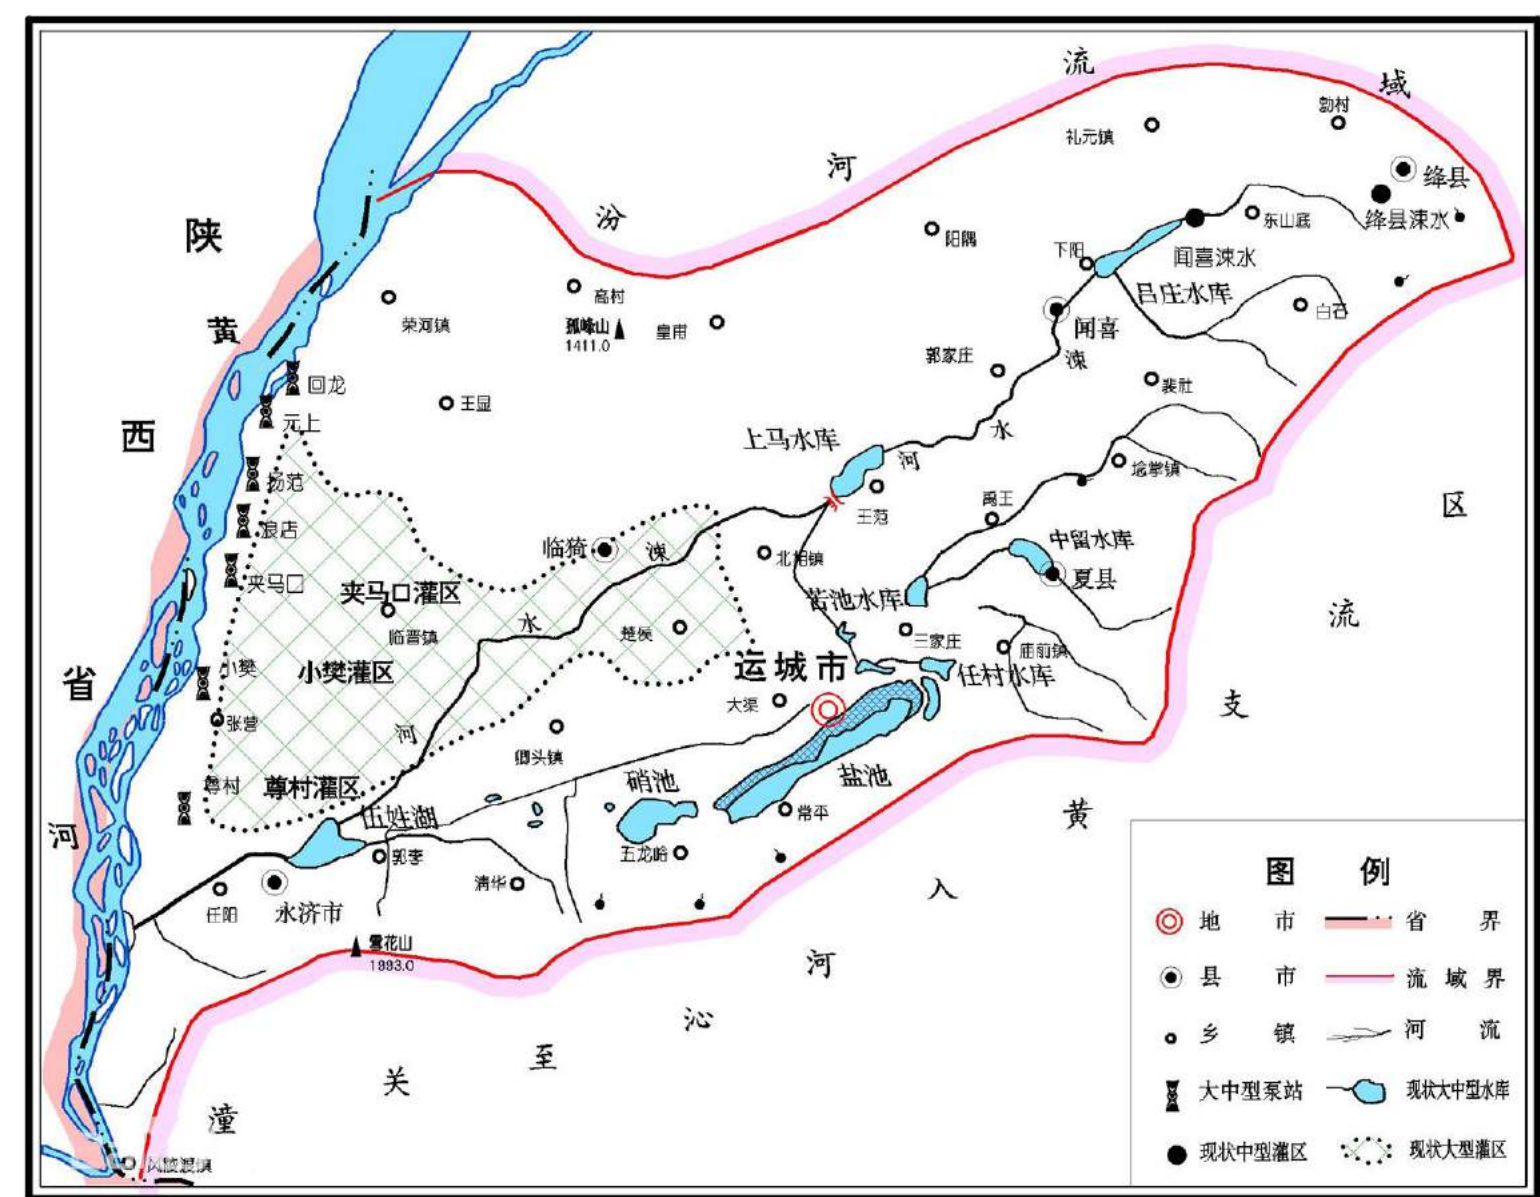 流
域
勃村
礼元镇
绛县
陕
汾
河
东山底
绛县涑水
阳隅
下阳
闻喜涑水
吕庄水库
高村
荣河镇
孤峰山
1411.0
皇甫
白石
黄
闻喜
郭家庄
涑
回龙
裴社
王显
元上
西
上马水库
水
河
埝掌镇
扬范
禹王
区
王范
浪店
临猗
涑
北相镇
中留水库
夹马口
夹马口灌区
苫池水库
夏县
临晋镇
水
楚侯
三家庄
庙前镇
流
小樊
小樊灌区
运城市
任村水库
省
大渠
支
张营
河
卿头镇
尊村
尊村灌区
硝池
盐池
伍姓湖
常平
黄
河
郭李
五龙峪
清华
入
任阳
永济市
雪花山
1993.0
河
沁
至
关
潼
风陵渡镇
图 例
地 市
省 界
县 市
流 域 界
乡 镇
河 流
大中型泵站
现状大中型水库
现状中型灌区
现状大型灌区